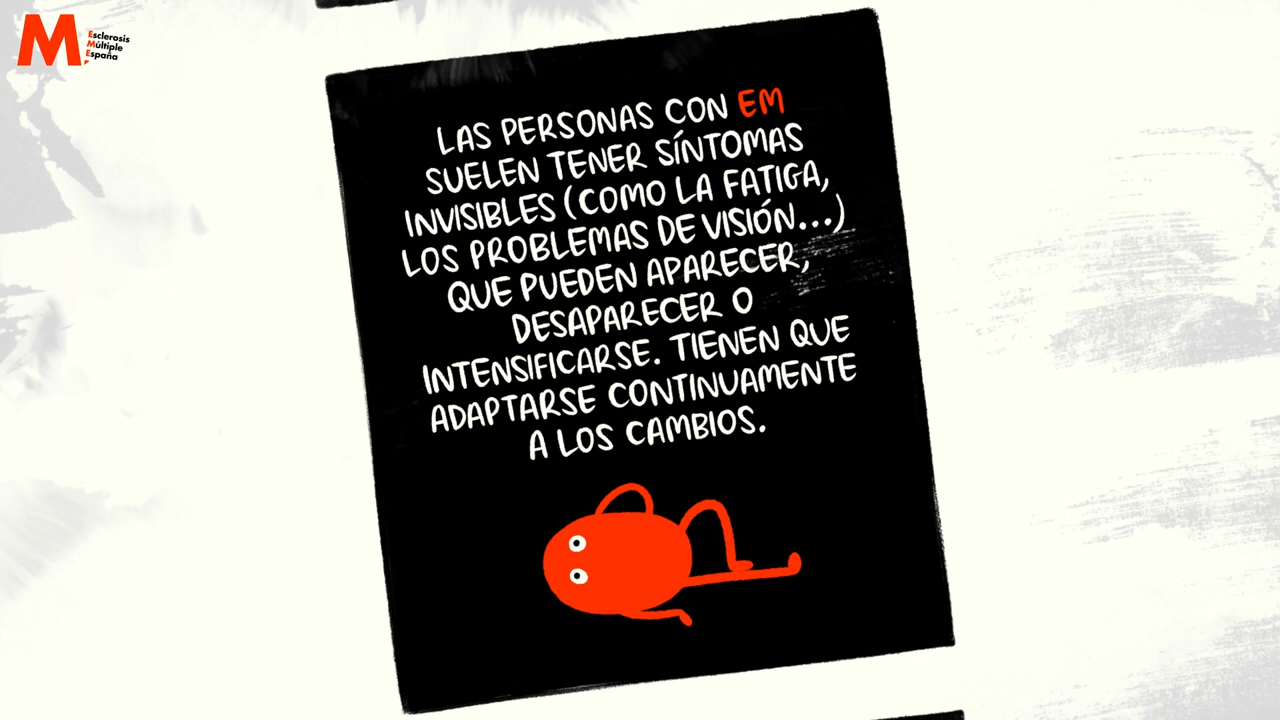 M
Esclerosis
Múltiple
España
LAS PERSONAS CON EM
SUELEN TENER SÍNTOMAS
INVISIBLES (COMO LA FATIGA,
LOS PROBLEMAS DE VISIÓN...)
QUE PUEDEN APARECER,
DESAPARECER O
INTENSIFICARSE. TIENEN QUE
ADAPTARSE CONTINUAMENTE
A LOS CAMBIOS.